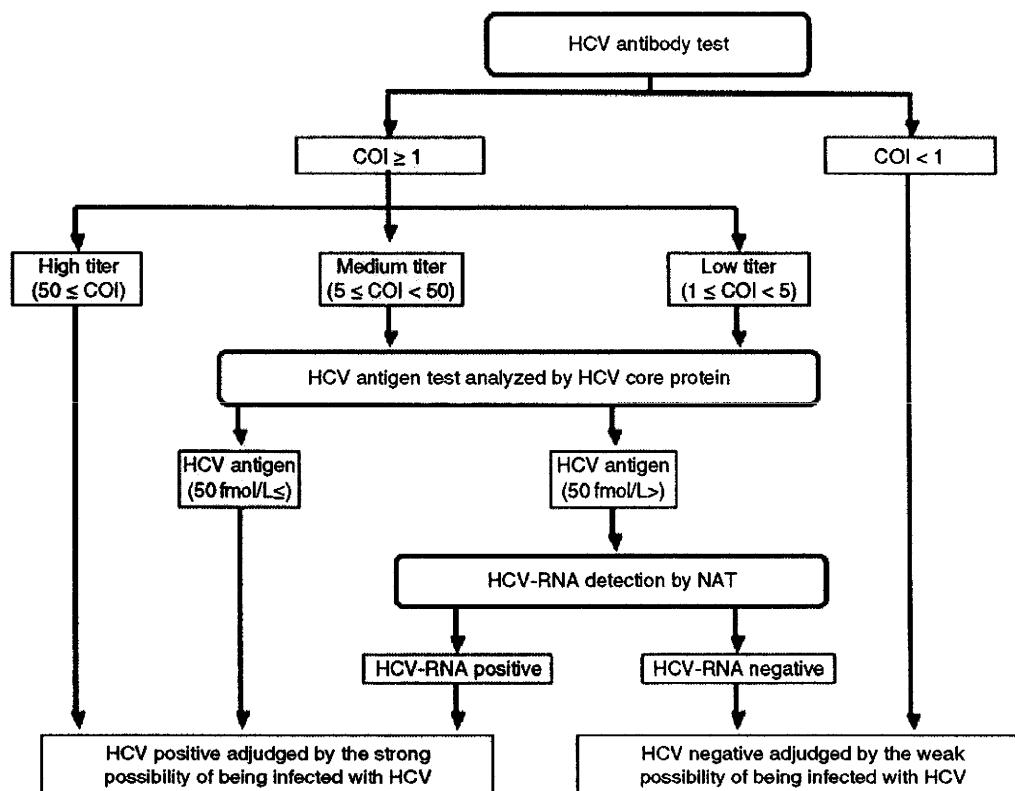 HCV antibody test
COI ≥ 1
COI < 1
High titer
(50 ≤ COI)
Medium titer
(5 ≤ COI < 50)
Low titer
(1 ≤ COI < 5)
HCV antigen test analyzed by HCV core protein
HCV antigen
(50 fmol/L≤)
HCV antigen
(50 fmol/L>)
HCV-RNA detection by NAT
HCV-RNA positive
HCV-RNA negative
HCV positive adjudged by the strong
possibility of being infected with HCV
HCV negative adjudged by the weak
possibility of being infected with HCV